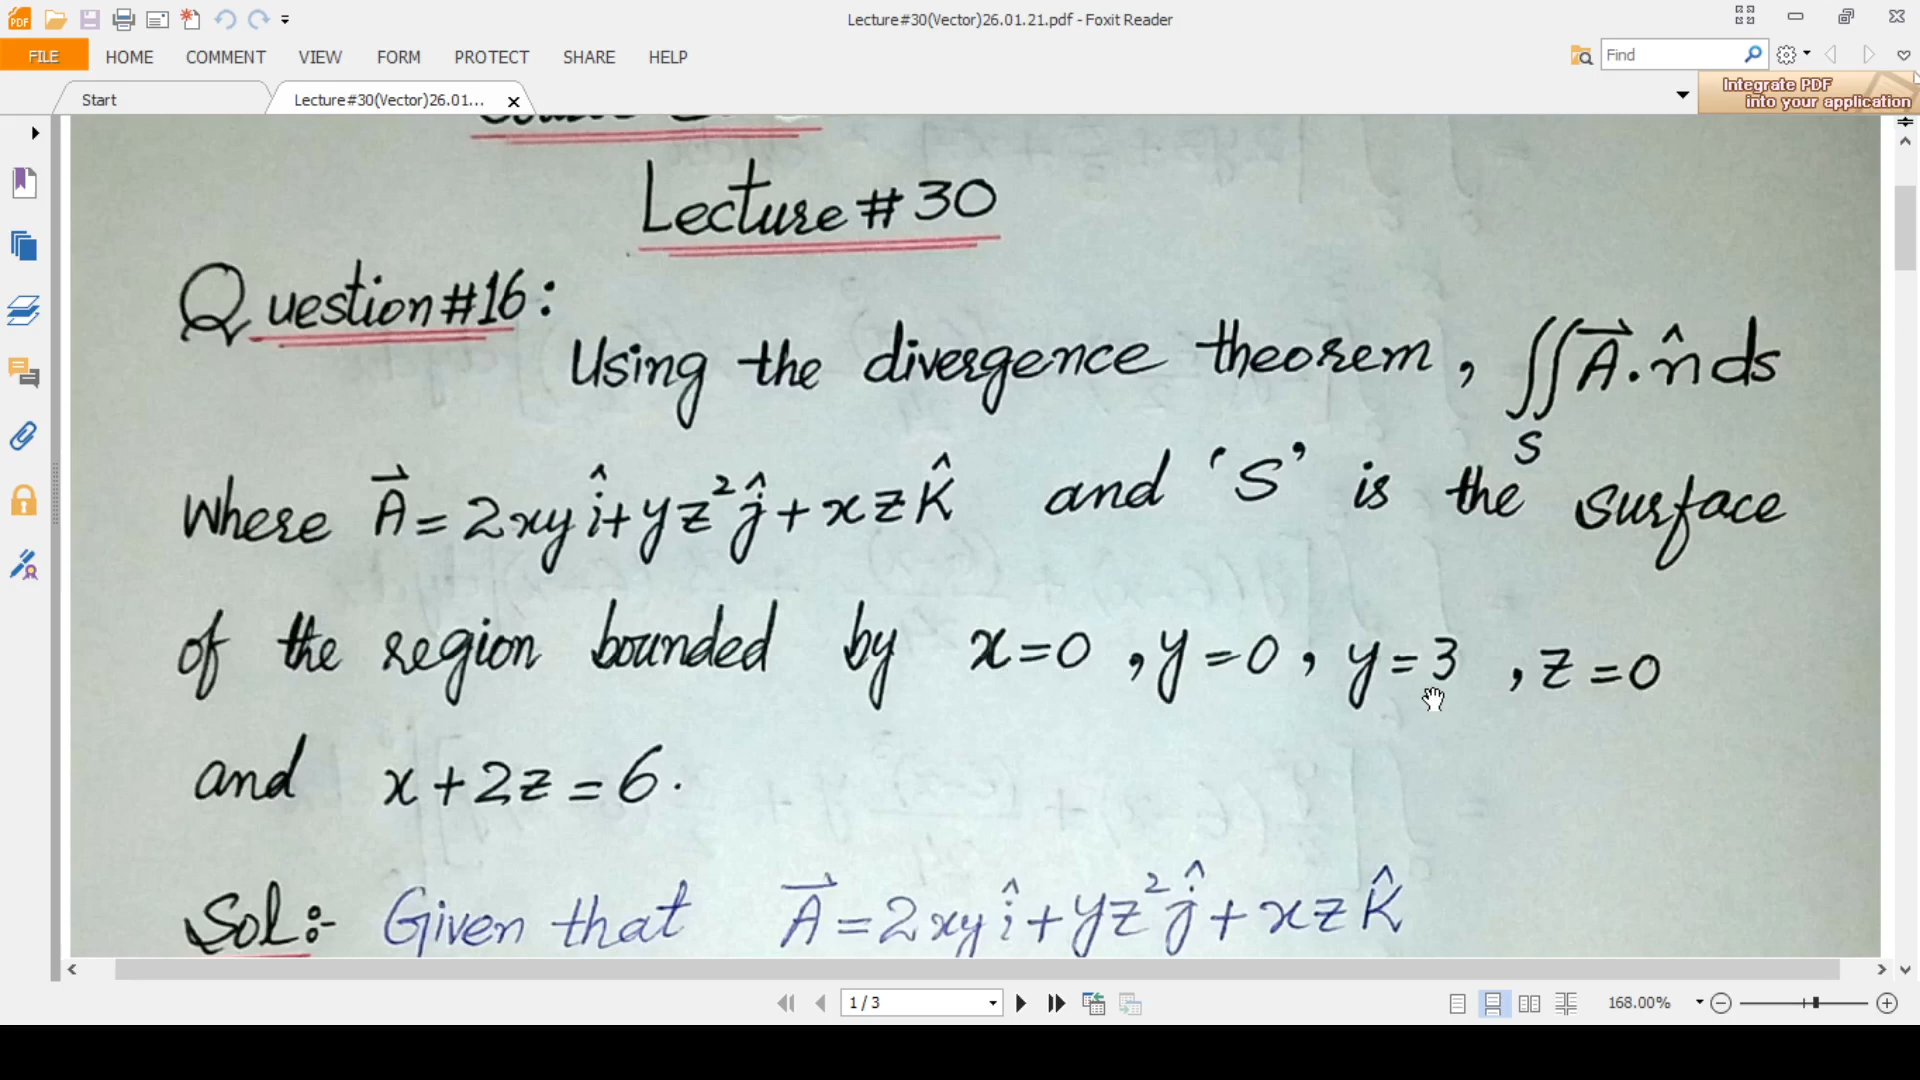 Lecture#30(Vector)26.01.21.pdf - Foxit Reader
FILE HOME COMMENT VIEW FORM PROTECT SHARE HELP
Find
Start
Lecture#30(Vector)26.01...
Integrate PDF
into your application
Lecture # 30
Question#16:
Using the divergence theorem, ∬_S A⃗.n̂ ds
Where A⃗ = 2xy î + yz² ĵ + xz K̂ and 'S' is the surface
of the region bounded by x=0, y=0, y=3, z=0
and x+2z=6.
Sol:- Given that A⃗ = 2xy î + yz² ĵ + xz K̂
1 / 3
168.00%